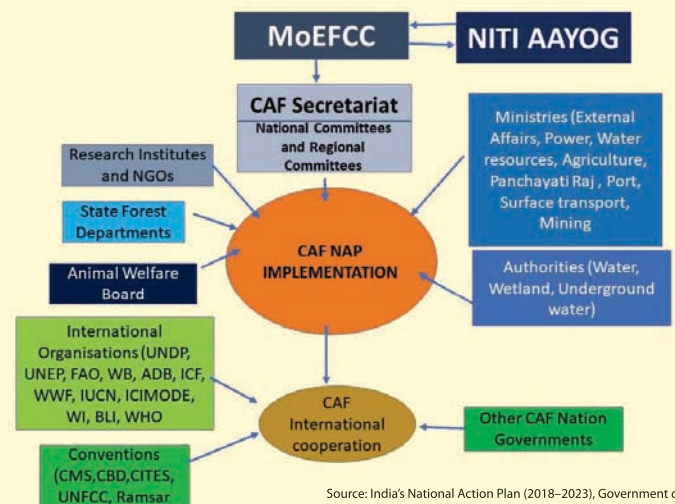 MoEFCC
NITI AAYOG
CAF Secretariat
National Committees
and Regional
Committees
Ministries (External
Affairs, Power, Water
resources, Agriculture,
Panchayati Raj , Port,
Surface transport,
Mining
Research Institutes
and NGOs
State Forest
Departments
Animal Welfare
Board
CAF NAP
IMPLEMENTATION
Authorities (Water,
Wetland, Underground
water)
International
Organisations (UNDP,
UNEP, FAO, WB, ADB, ICF,
WWF, IUCN, ICIMODE,
WI, BLI, WHO
CAF
International
cooperation
Other CAF Nation
Governments
Conventions
(CMS,CBD,CITES,
UNFCC, Ramsar
Source: India’s National Action Plan (2018–2023), Government